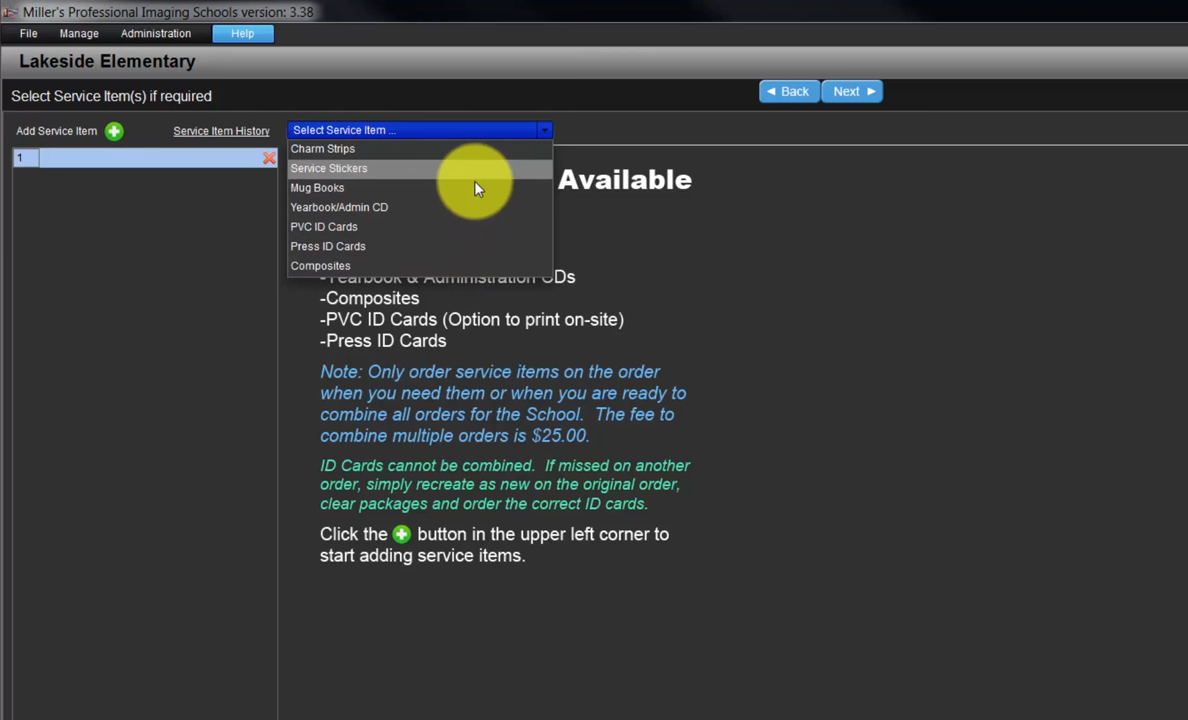 Miller's Professional Imaging Schools version: 3.38
File Manage Administration Help
Lakeside Elementary
Select Service Item(s) if required
Back Next
Add Service Item Service Item History Select Service Item ...
1
Charm Strips
Service Stickers
Mug Books
Yearbook/Admin CD
PVC ID Cards
Press ID Cards
Composites
Available
-Yearbook & Administration CDs
-Composites
-PVC ID Cards (Option to print on-site)
-Press ID Cards
Note: Only order service items on the order
when you need them or when you are ready to
combine all orders for the School. The fee to
combine multiple orders is $25.00.
ID Cards cannot be combined. If missed on another
order, simply recreate as new on the original order,
clear packages and order the correct ID cards.
Click the button in the upper left corner to
start adding service items.